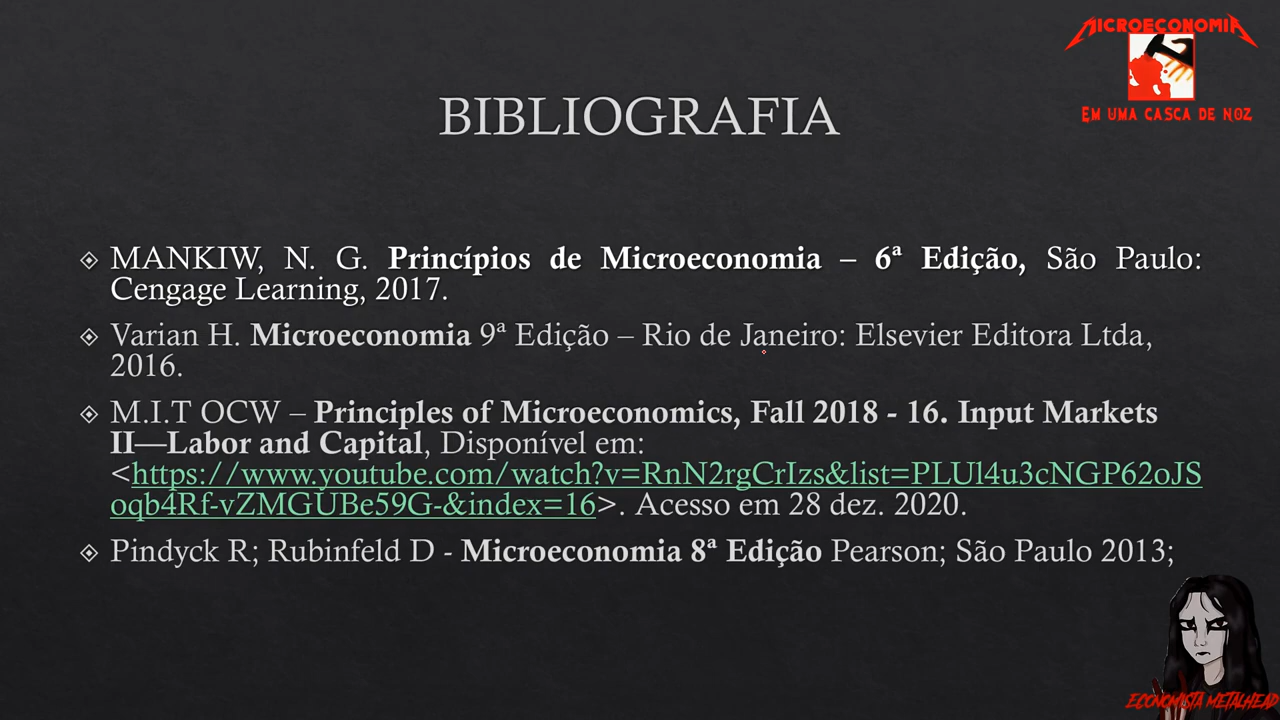 MICROECONOMIA
EM UMA CASCA DE NOZ
BIBLIOGRAFIA
MANKIW, N. G. Princípios de Microeconomia – 6ª Edição, São Paulo:
Cengage Learning, 2017.
Varian H. Microeconomia 9ª Edição – Rio de Janeiro: Elsevier Editora Ltda,
2016.
M.I.T OCW – Principles of Microeconomics, Fall 2018 - 16. Input Markets
II—Labor and Capital, Disponível em:
<https://www.youtube.com/watch?v=RnN2rgCrIzs&list=PLUl4u3cNGP62oJS
oqb4Rf-vZMGUBe59G-&index=16>. Acesso em 28 dez. 2020.
Pindyck R; Rubinfeld D - Microeconomia 8ª Edição Pearson; São Paulo 2013;
ECONOMISTA METALHEAD